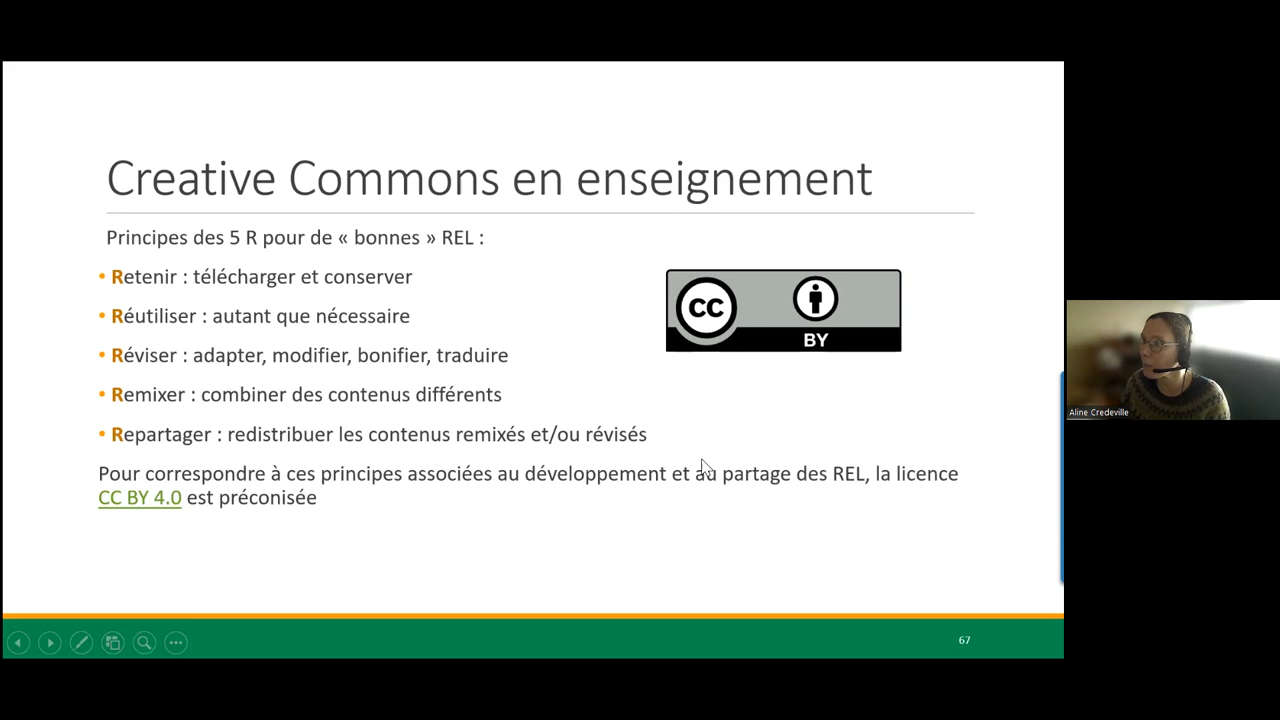 Creative Commons en enseignement
Principes des 5 R pour de « bonnes » REL :
• Retenir : télécharger et conserver
• Réutiliser : autant que nécessaire
• Réviser : adapter, modifier, bonifier, traduire
• Remixer : combiner des contenus différents
• Repartager : redistribuer les contenus remixés et/ou révisés
Pour correspondre à ces principes associées au développement et au partage des REL, la licence
CC BY 4.0 est préconisée
CC
BY
Aline Credeville
67